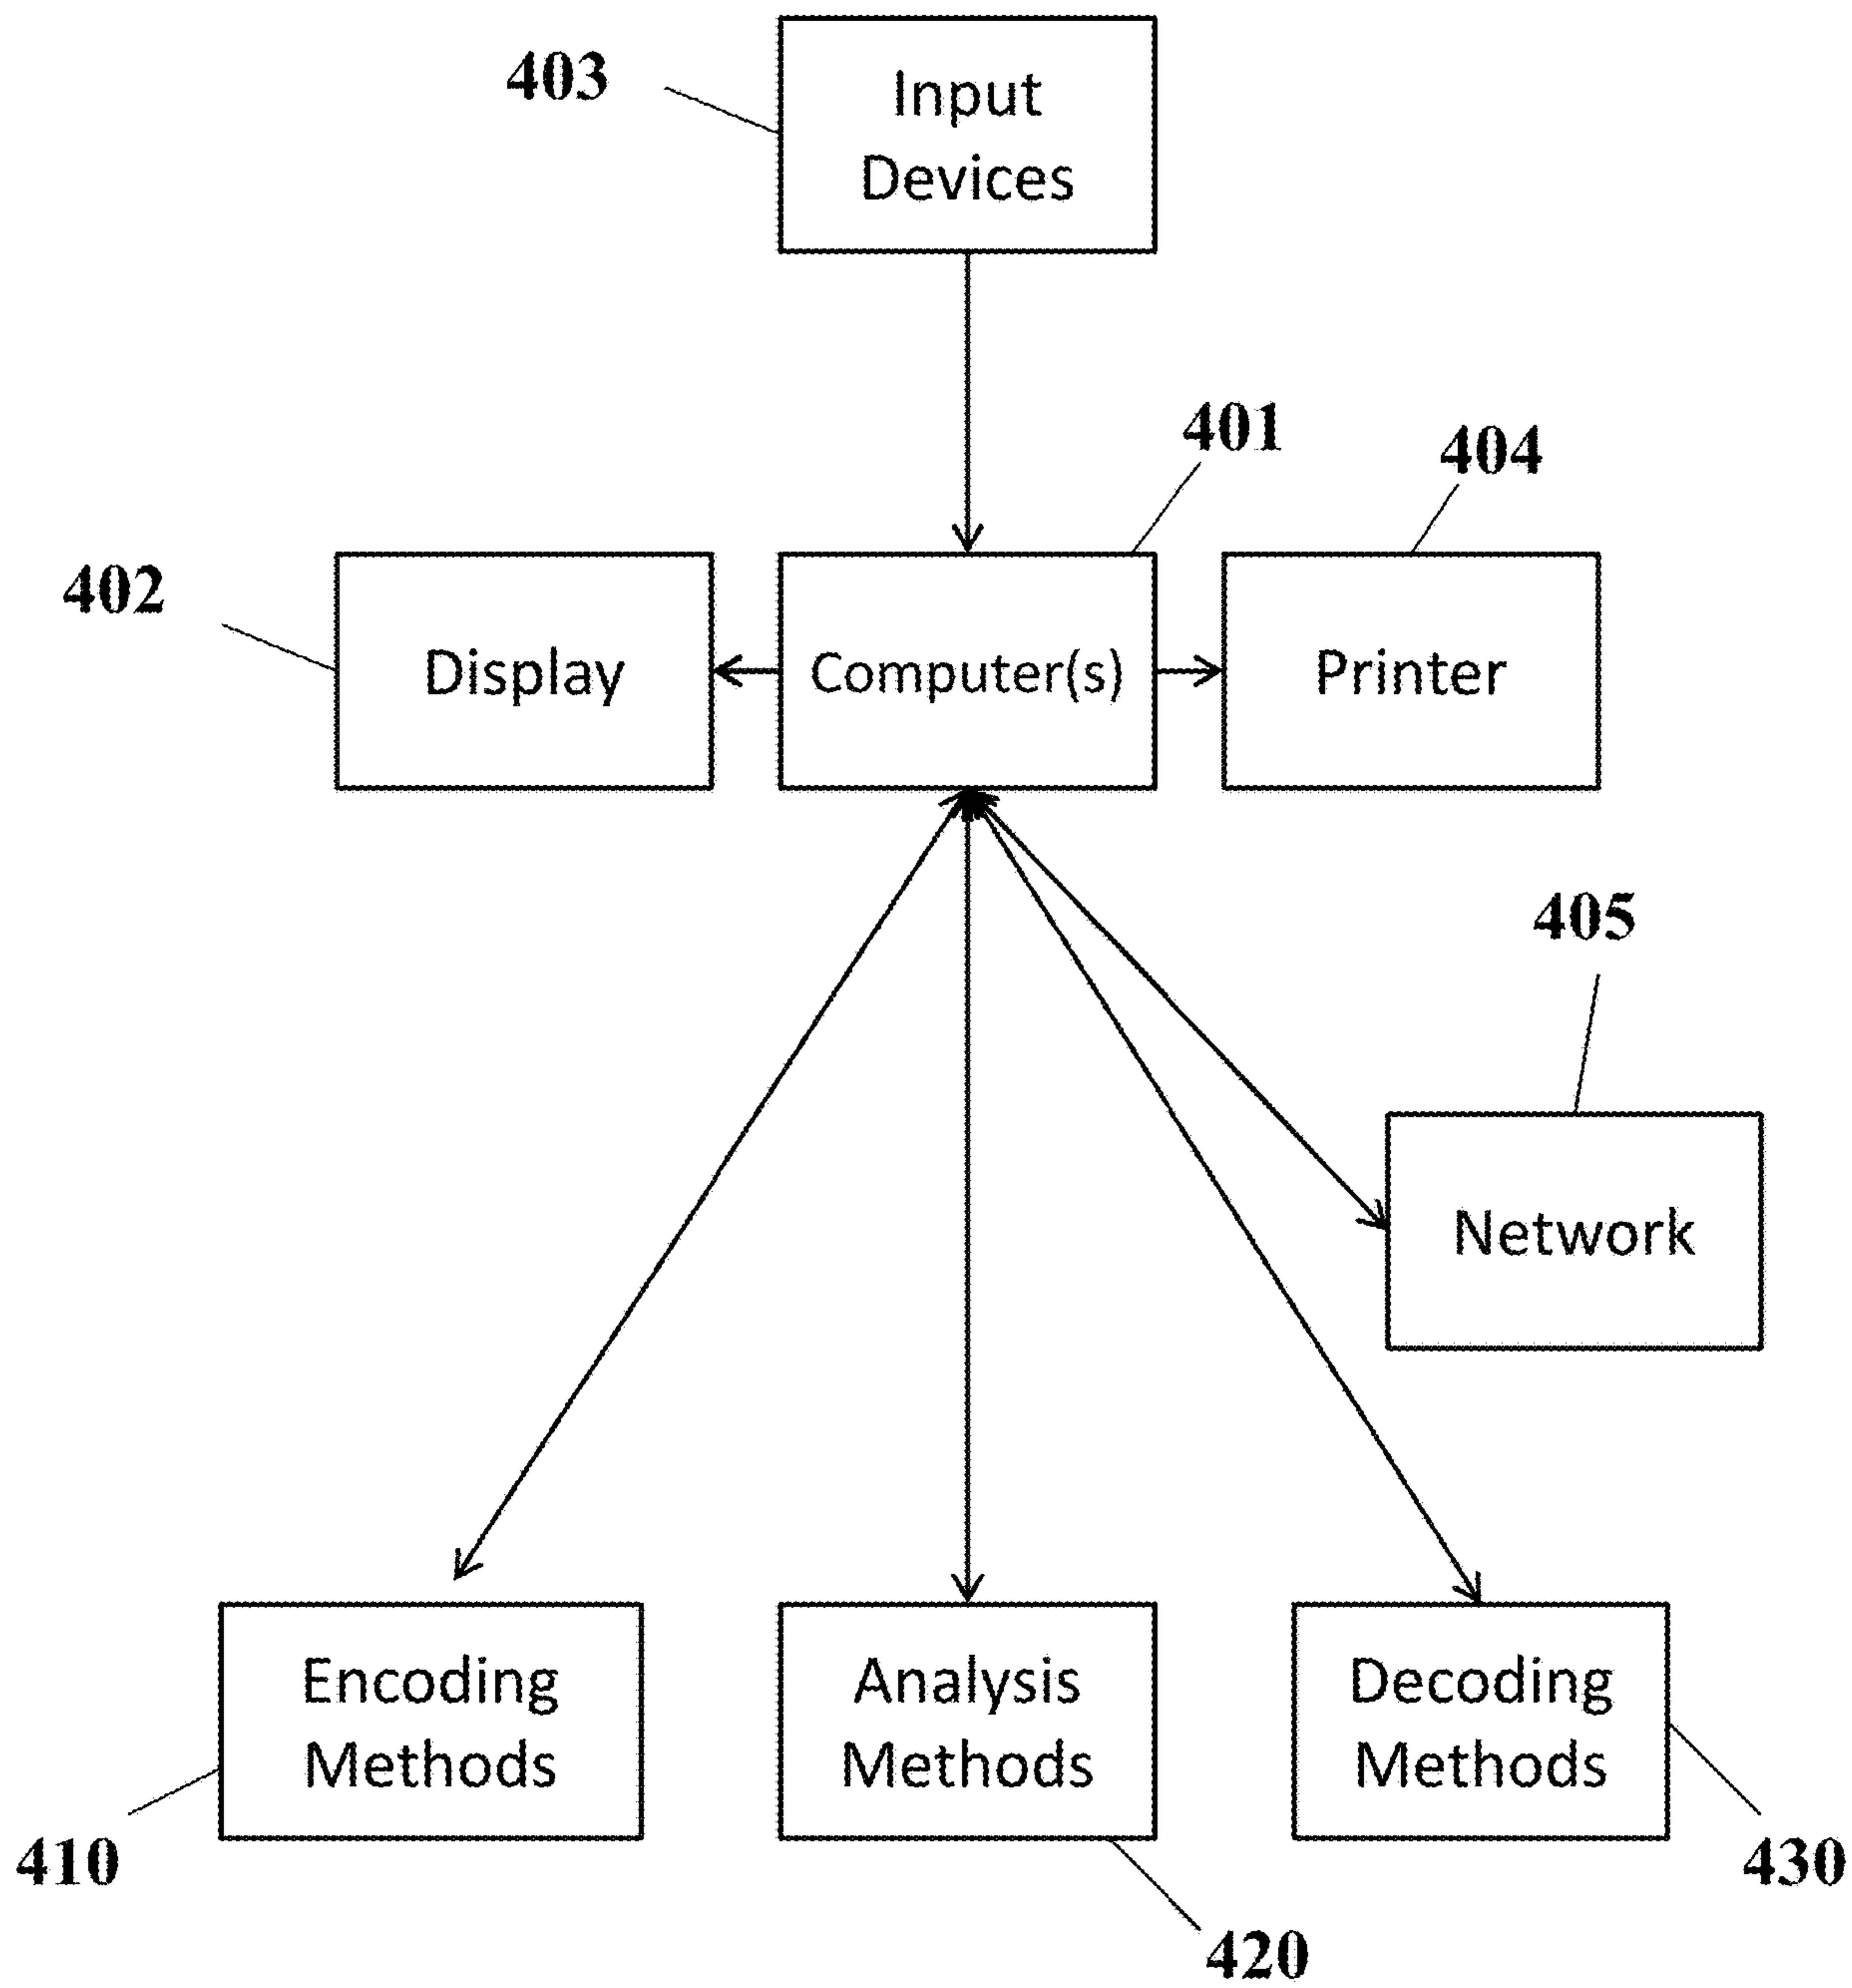 403
Input
Devices
401
404
402
Display
Computer(s)
Printer
405
Network
Encoding
Methods
Analysis
Methods
Decoding
Methods
410
430
420